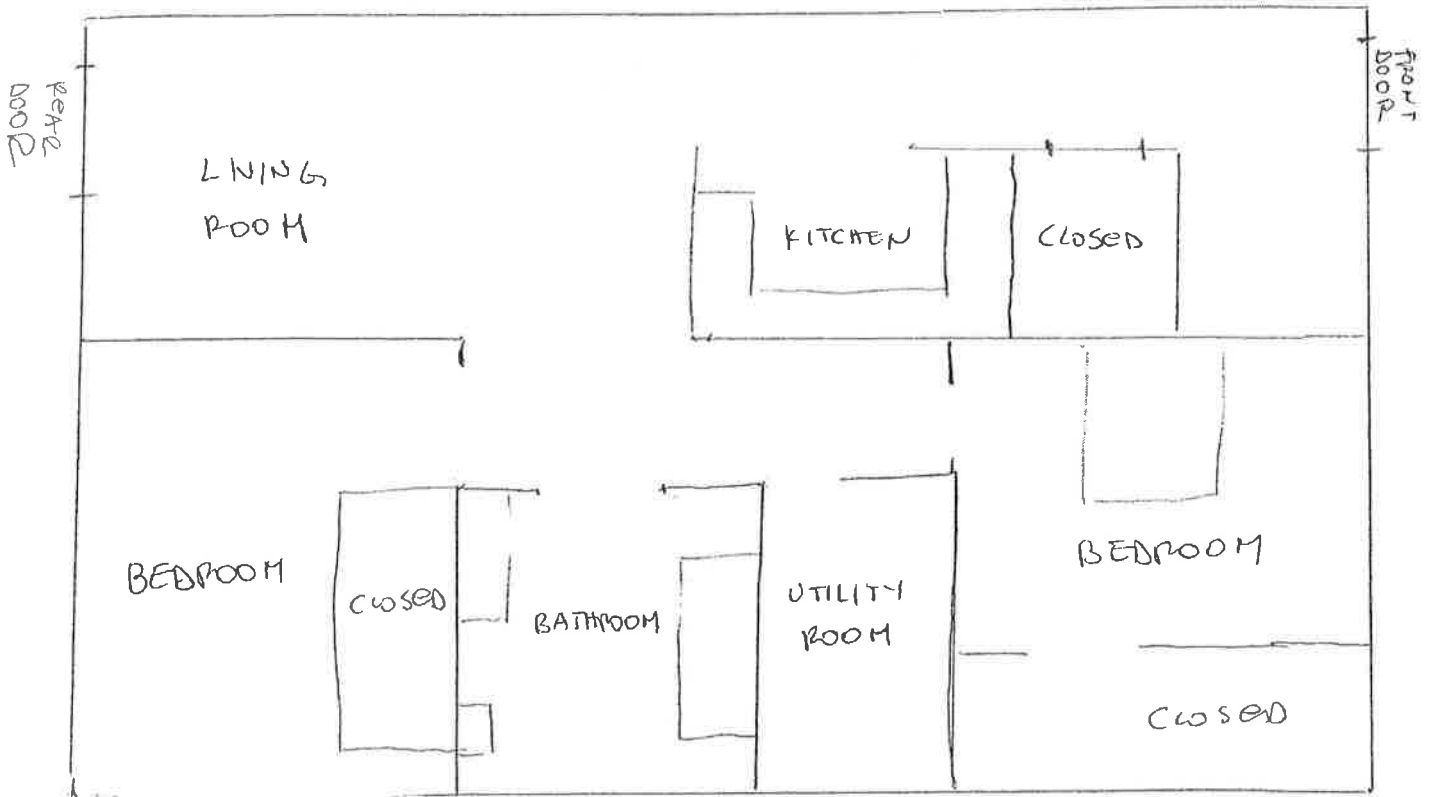 FRONT
DOOR
REAR
DOOR
LIVING
ROOM
KITCHEN
CLOSED
BEDROOM
CLOSED
BATHROOM
UTILITY
ROOM
BEDROOM
CLOSED